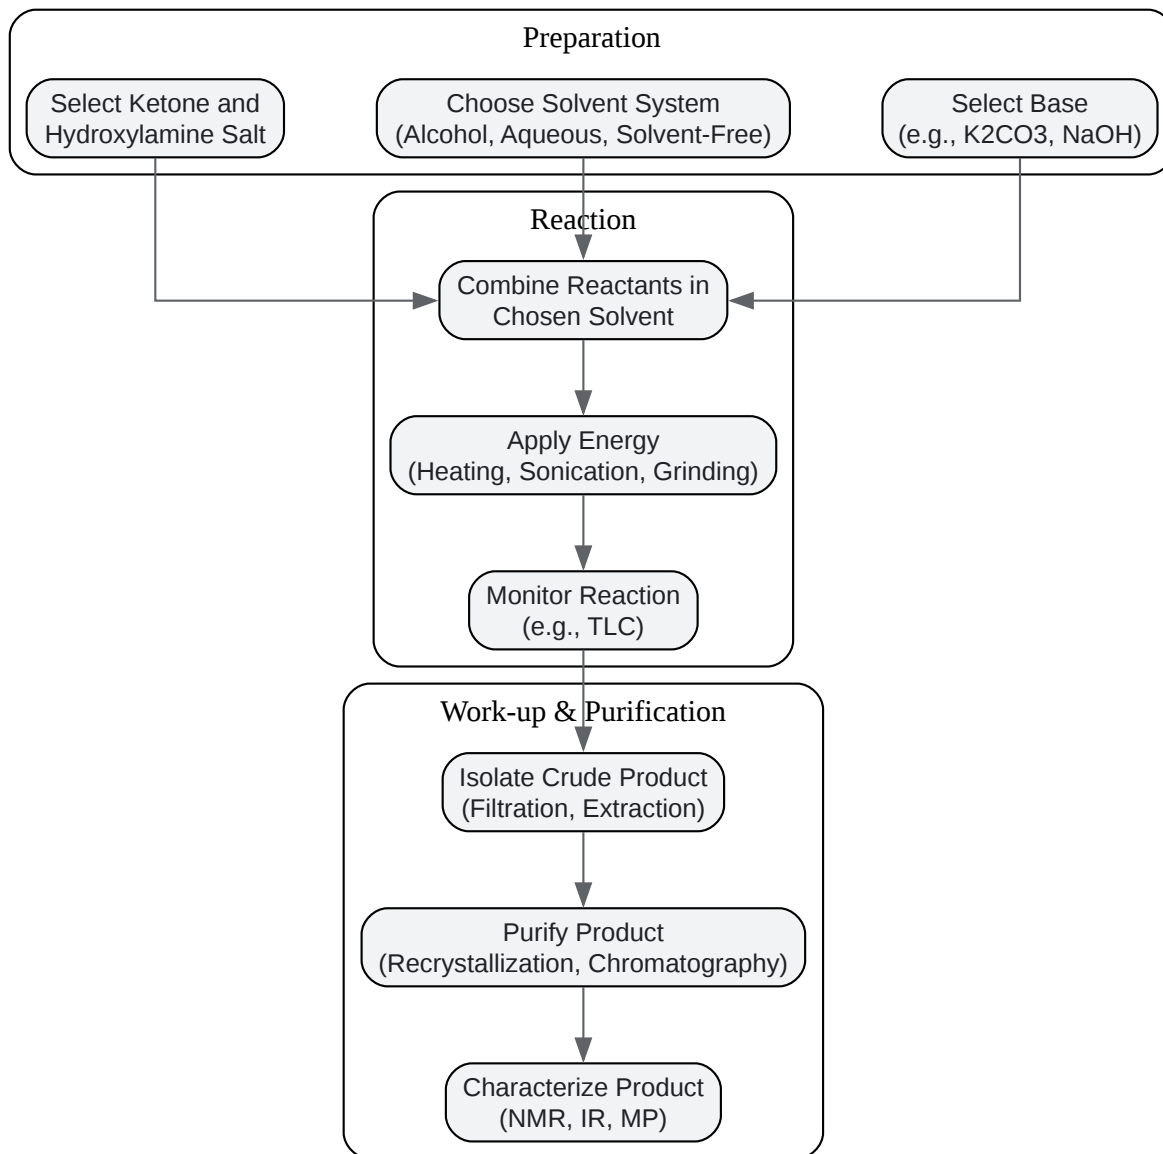 Preparation
Select Ketone and
Hydroxylamine Salt
Choose Solvent System
(Alcohol, Aqueous, Solvent-Free)
Select Base
(e.g., K2CO3, NaOH)
Reaction
Combine Reactants in
Chosen Solvent
Apply Energy
(Heating, Sonication, Grinding)
Monitor Reaction
(e.g., TLC)
Work-up & Purification
Isolate Crude Product
(Filtration, Extraction)
Purify Product
(Recrystallization, Chromatography)
Characterize Product
(NMR, IR, MP)